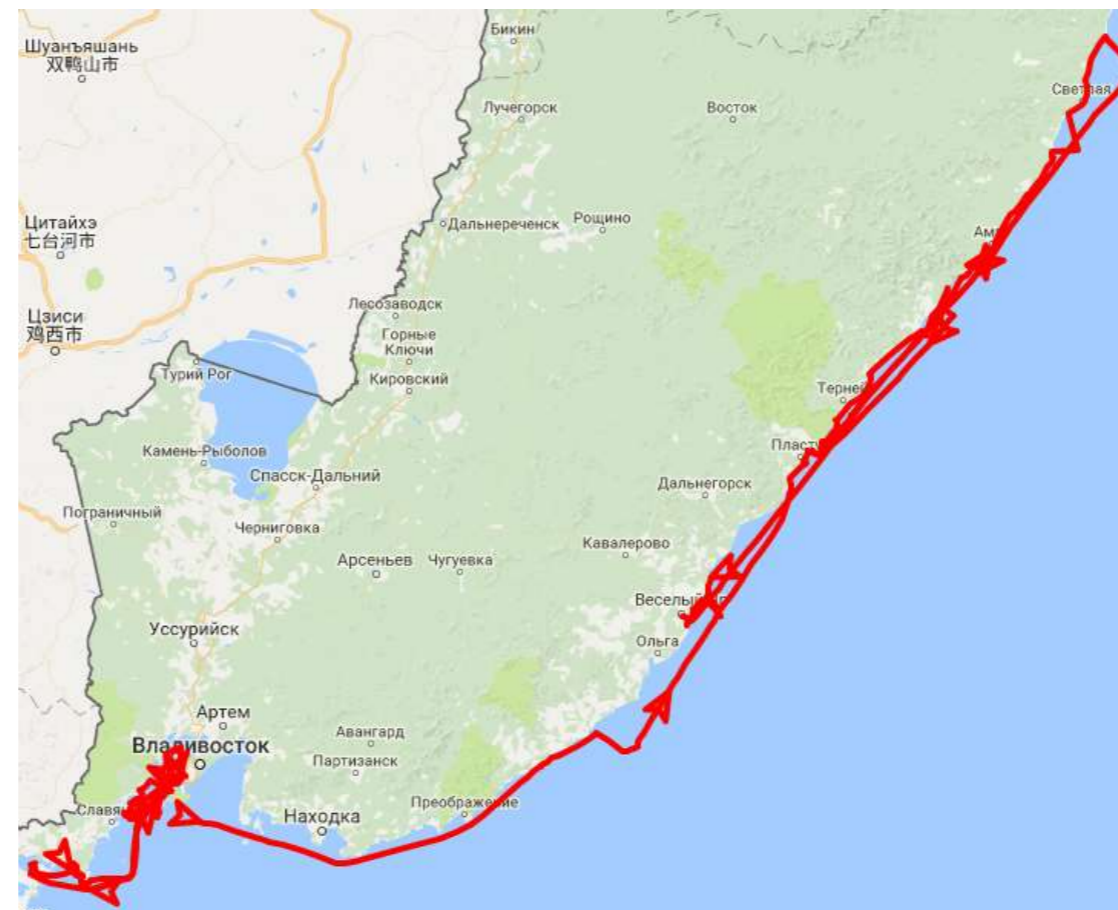 Шуанъяшань
双鸭山市
Бикин
Лучегорск
Восток
Светлая
Цитайхэ
七台河市
Дальнереченск
Рощино
Цзиси
鸡西市
Лесозаводск
Горные
Ключи
Турий Рог
Кировский
Камень-Рыболов
Спасск-Дальний
Дальнегорск
Пограничный
Черниговка
Кавалерово
Арсеньев
Чугуевка
Уссурийск
Ольга
Артем
Авангард
Владивосток
Партизанск
Преображение
Находка